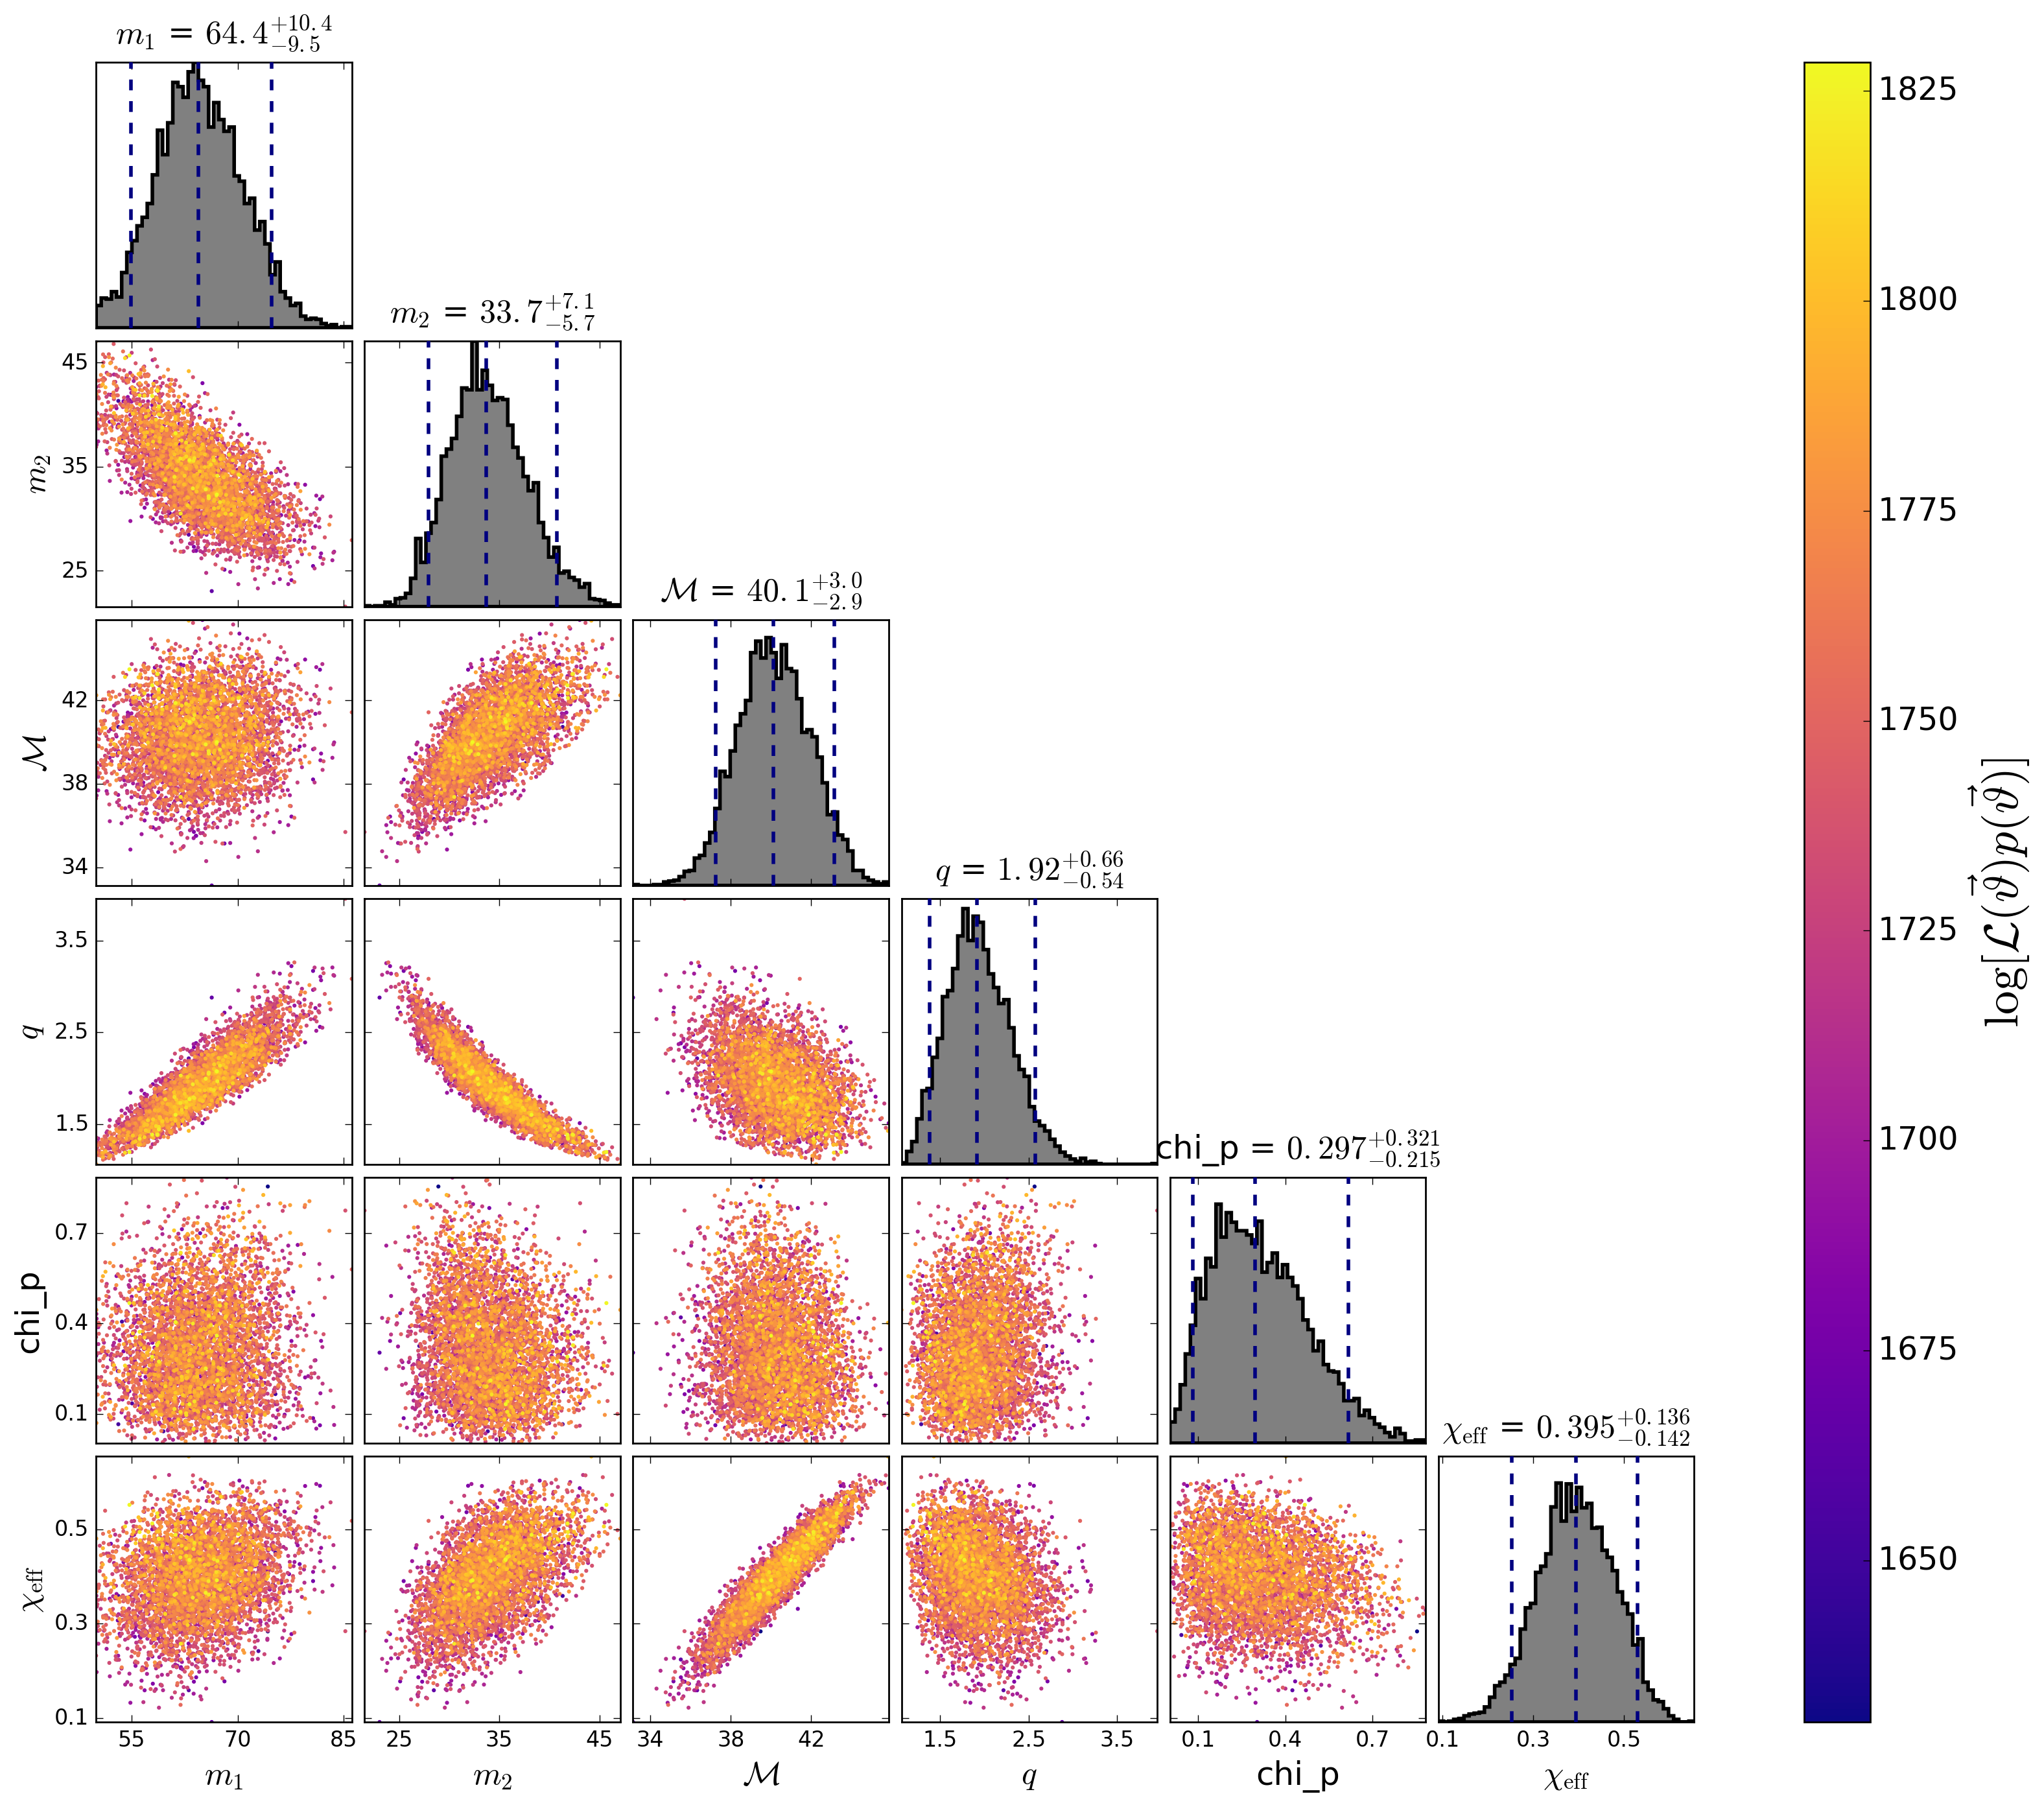 m₁ = 64.4⁺¹⁰·⁴₋₉.₅
m₂ = 33.7⁺⁷·¹₋₅.₇
ℳ = 40.1⁺³·⁰₋₂.₉
q = 1.92⁺⁰·⁶⁶₋₀.₅₄
chi_p = 0.297⁺⁰·³²¹₋₀.₂₁₅
χ_eff = 0.395⁺⁰·¹³⁶₋₀.₁₄₂
45
35
25
m₂
42
38
34
ℳ
3.5
2.5
1.5
q
0.7
0.4
0.1
chi_p
0.5
0.3
0.1
χ_eff
55 70 85
25 35 45
34 38 42
1.5 2.5 3.5
0.1 0.4 0.7
0.1 0.3 0.5
m₁
m₂
ℳ
q
chi_p
χ_eff
1825
1800
1775
1750
1725
1700
1675
1650
log[ℒ(ϑ⃗)p(ϑ⃗)]